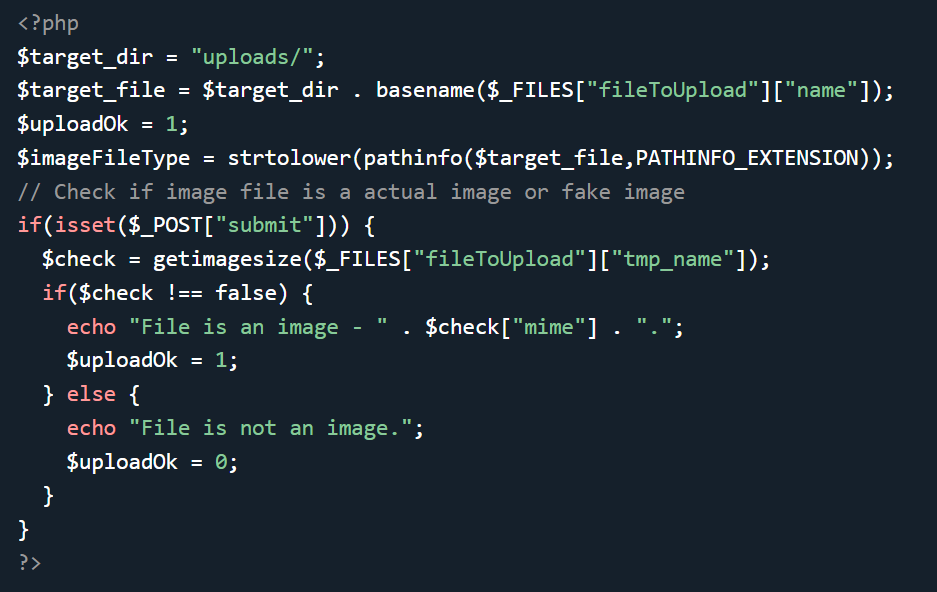 <?php
$target_dir = "uploads/";
$target_file = $target_dir . basename($_FILES["fileToUpload"]["name"]);
$uploadOk = 1;
$imageFileType = strtolower(pathinfo($target_file,PATHINFO_EXTENSION));
// Check if image file is a actual image or fake image
if(isset($_POST["submit"])) {
  $check = getimagesize($_FILES["fileToUpload"]["tmp_name"]);
  if($check !== false) {
    echo "File is an image - " . $check["mime"] . ".";
    $uploadOk = 1;
  } else {
    echo "File is not an image.";
    $uploadOk = 0;
  }
}
?>